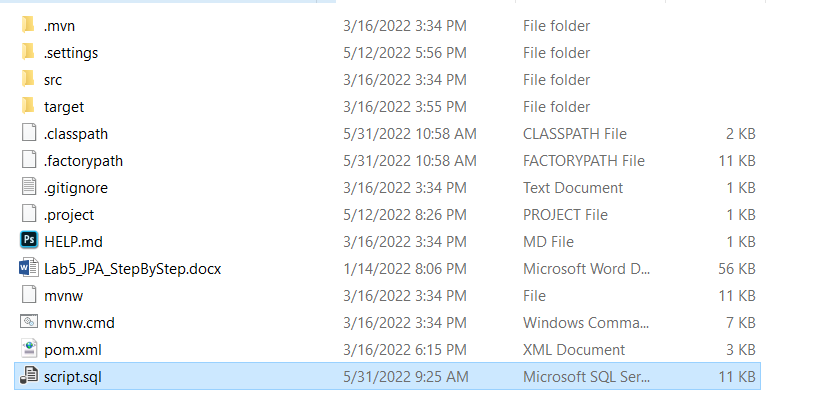 .mvn 3/16/2022 3:34 PM File folder
.settings 5/12/2022 5:56 PM File folder
src 3/16/2022 3:34 PM File folder
target 3/16/2022 3:55 PM File folder
.classpath 5/31/2022 10:58 AM CLASSPATH File 2 KB
.factorypath 5/31/2022 10:58 AM FACTORYPATH File 11 KB
.gitignore 3/16/2022 3:34 PM Text Document 1 KB
.project 5/12/2022 8:26 PM PROJECT File 1 KB
Ps HELP.md 3/16/2022 3:34 PM MD File 1 KB
Lab5_JPA_StepByStep.docx 1/14/2022 8:06 PM Microsoft Word D... 56 KB
mvnw 3/16/2022 3:34 PM File 11 KB
mvnw.cmd 3/16/2022 3:34 PM Windows Comma... 7 KB
pom.xml 3/16/2022 6:15 PM XML Document 3 KB
script.sql 5/31/2022 9:25 AM Microsoft SQL Ser... 11 KB